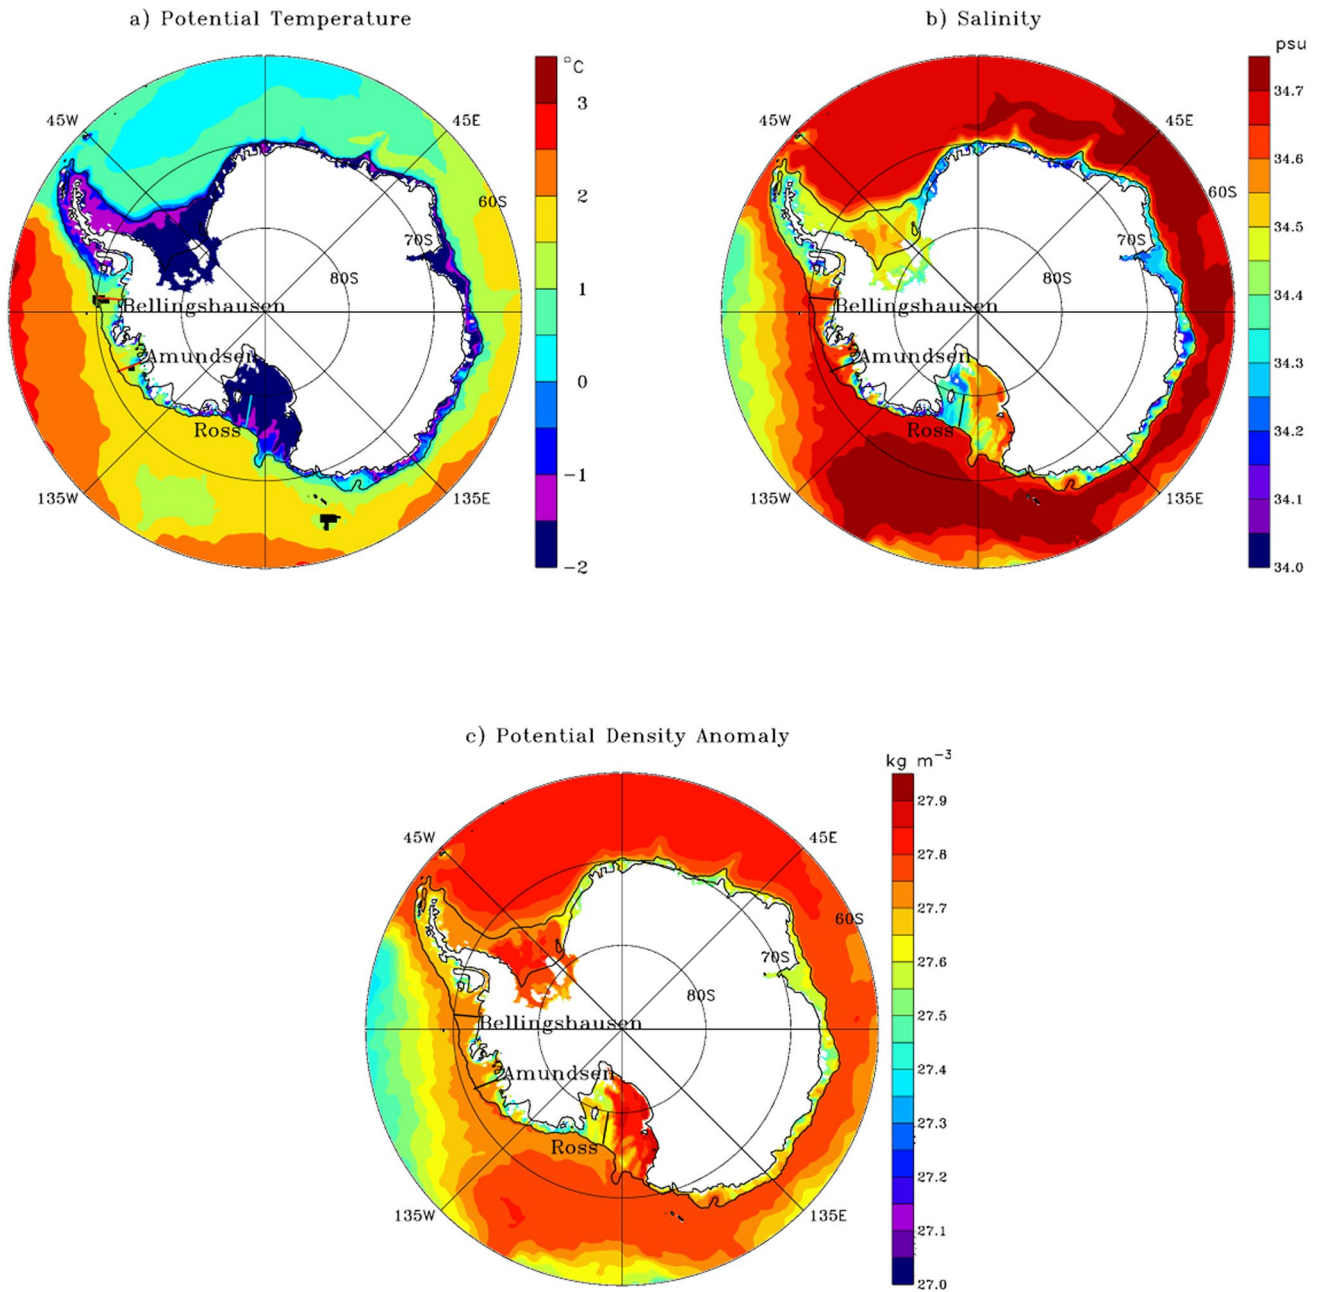 a) Potential Temperature
°C
3
2
1
0
−1
−2
45W
45E
60S
70S
80S
Bellingshausen
Amundsen
Ross
135W
135E
b) Salinity
psu
34.7
34.6
34.5
34.4
34.3
34.2
34.1
34.0
45W
45E
60S
70S
80S
Bellingshausen
Amundsen
Ross
135W
135E
c) Potential Density Anomaly
kg m⁻³
27.9
27.8
27.7
27.6
27.5
27.4
27.3
27.2
27.1
27.0
45W
45E
60S
70S
80S
Bellingshausen
Amundsen
Ross
135W
135E